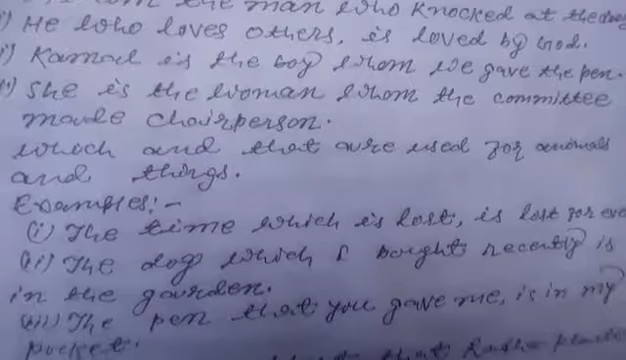 the man who knocked at the
He who loves others, is loved by God.
Kamal is the boy whom we gave the pen.
She is the woman whom the committee
made chairperson.
which and that are used for animals
and things.
Examples:-
(i) The time which is lost, is lost for eve
(ii) The dog which I bought recently is
in the garden.
(iii) The pen that you gave me, is in my
pocket.
that